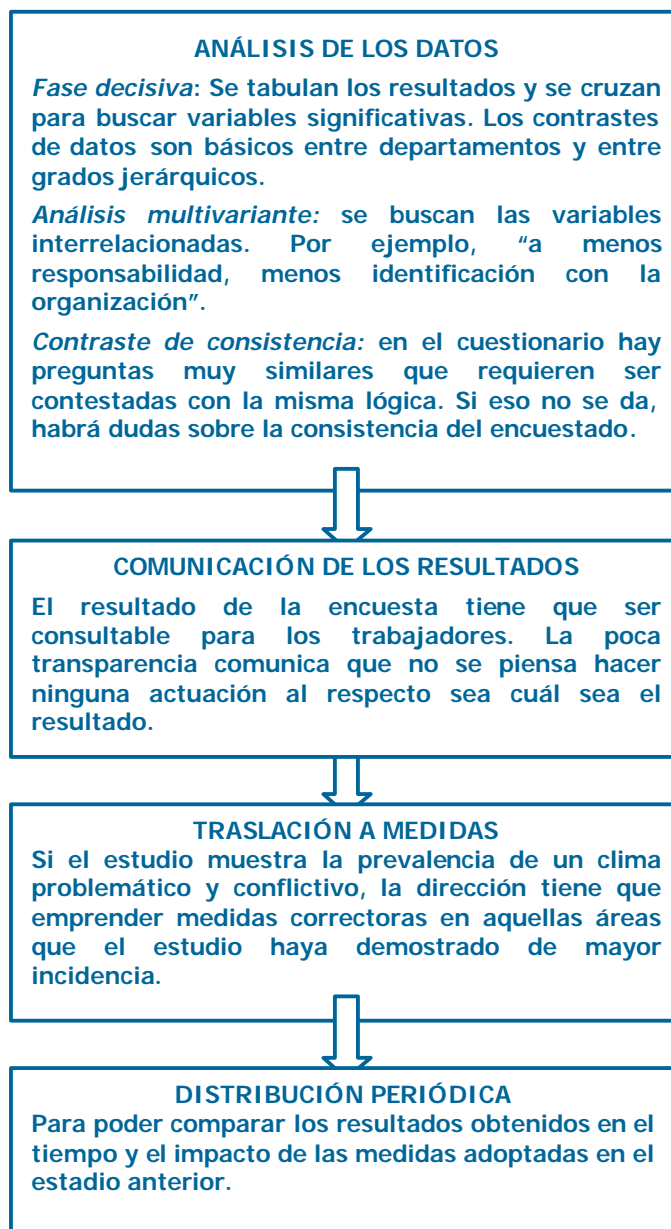 ANÁLISIS DE LOS DATOS
Fase decisiva: Se tabulan los resultados y se cruzan
para buscar variables significativas. Los contrastes
de datos son básicos entre departamentos y entre
grados jerárquicos.
Análisis multivariante: se buscan las variables
interrelacionadas. Por ejemplo, “a menos
responsabilidad, menos identificación con la
organización”.
Contraste de consistencia: en el cuestionario hay
preguntas muy similares que requieren ser
contestadas con la misma lógica. Si eso no se da,
habrá dudas sobre la consistencia del encuestado.
COMUNICACIÓN DE LOS RESULTADOS
El resultado de la encuesta tiene que ser
consultable para los trabajadores. La poca
transparencia comunica que no se piensa hacer
ninguna actuación al respecto sea cuál sea el
resultado.
TRASLACIÓN A MEDIDAS
Si el estudio muestra la prevalencia de un clima
problemático y conflictivo, la dirección tiene que
emprender medidas correctoras en aquellas áreas
que el estudio haya demostrado de mayor
incidencia.
DISTRIBUCIÓN PERIÓDICA
Para poder comparar los resultados obtenidos en el
tiempo y el impacto de las medidas adoptadas en el
estadio anterior.